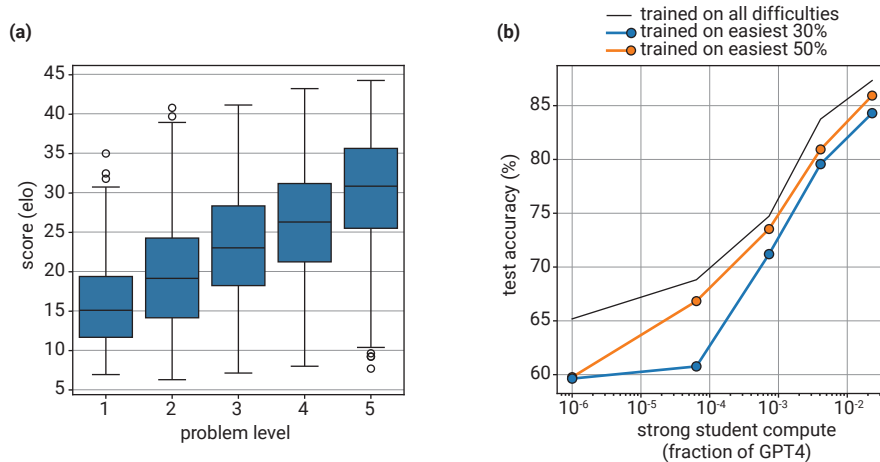 (a)
score (elo)
45
40
35
30
25
20
15
10
5
1 2 3 4 5
problem level
(b)
trained on all difficulties
trained on easiest 30%
trained on easiest 50%
test accuracy (%)
85
80
75
70
65
60
10⁻⁶ 10⁻⁵ 10⁻⁴ 10⁻³ 10⁻²
strong student compute
(fraction of GPT4)